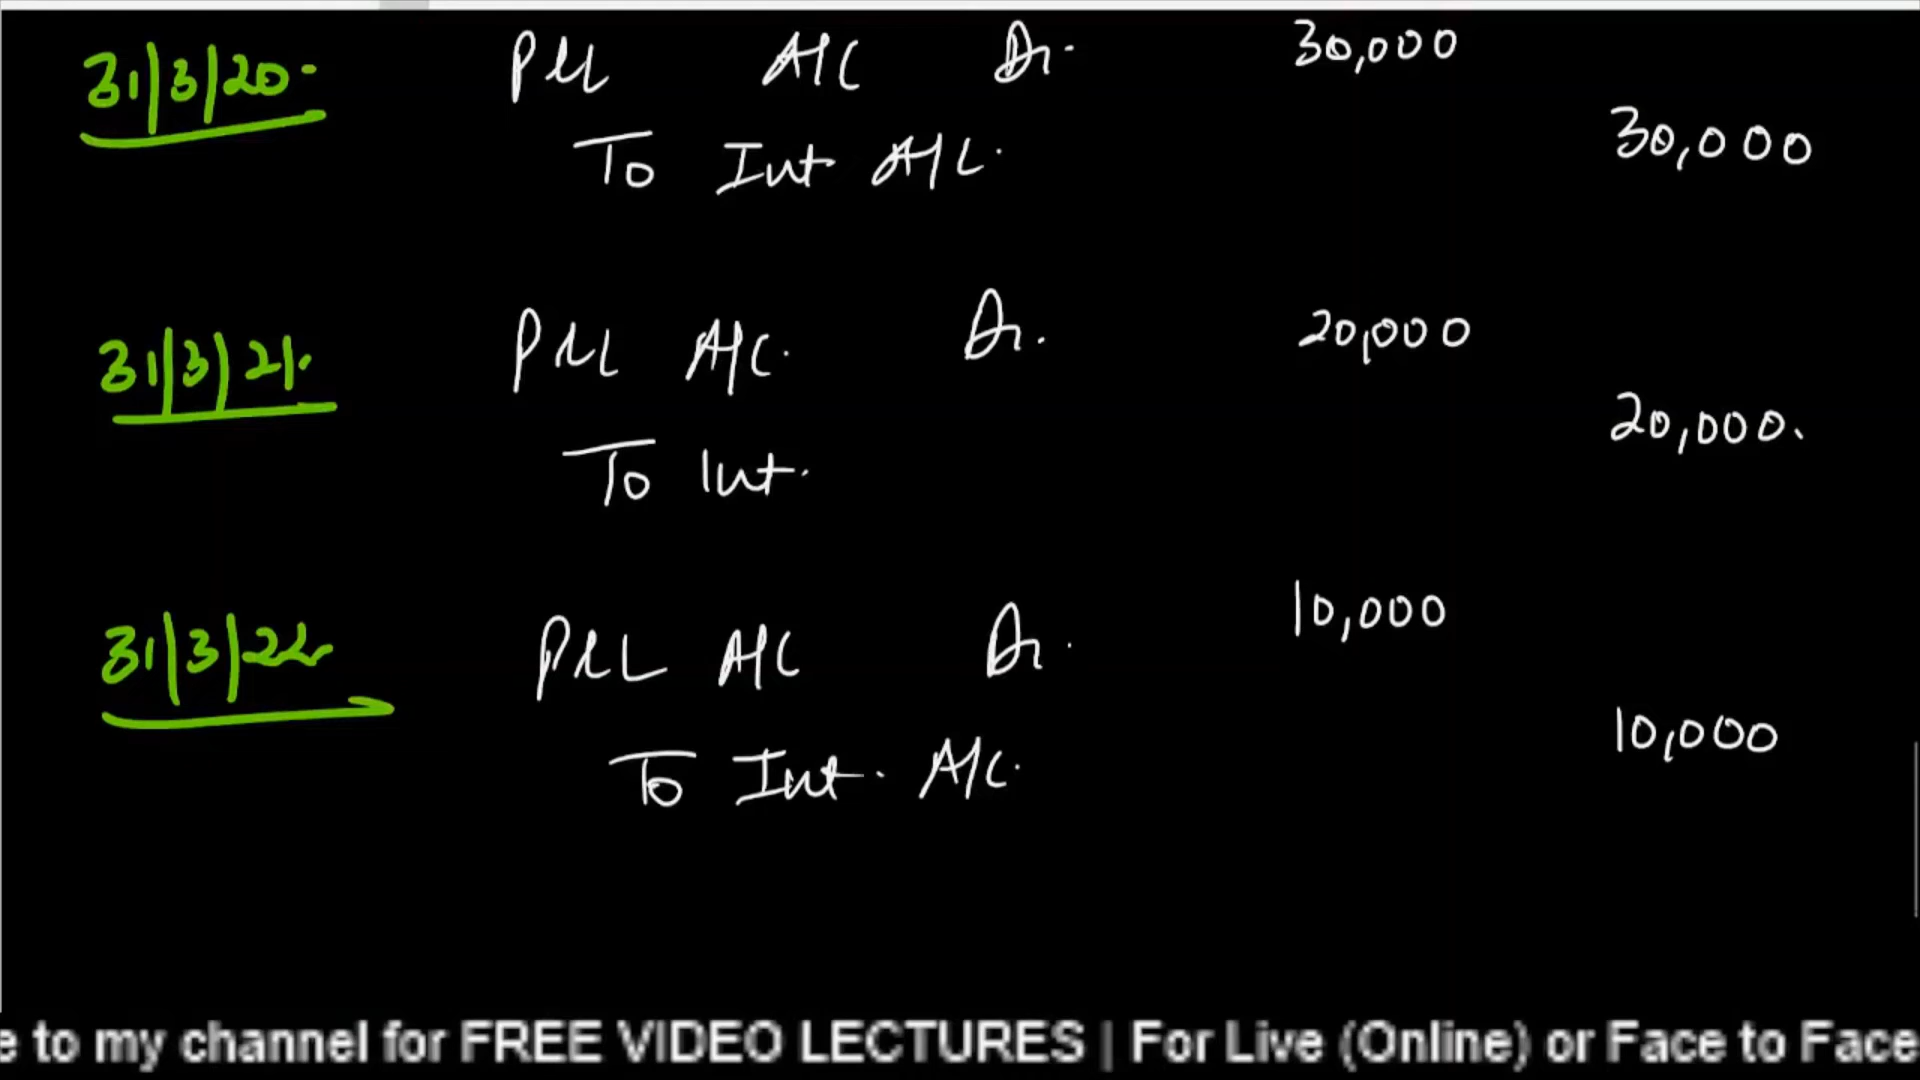 31/3/20. P&L A/C Dr. 30,000
To Int A/C. 30,000
31/3/21. P&L A/C. Dr. 20,000
To Int. 20,000.
31/3/22 P&L A/C Dr. 10,000
To Int. A/C. 10,000
e to my channel for FREE VIDEO LECTURES | For Live (Online) or Face to Face